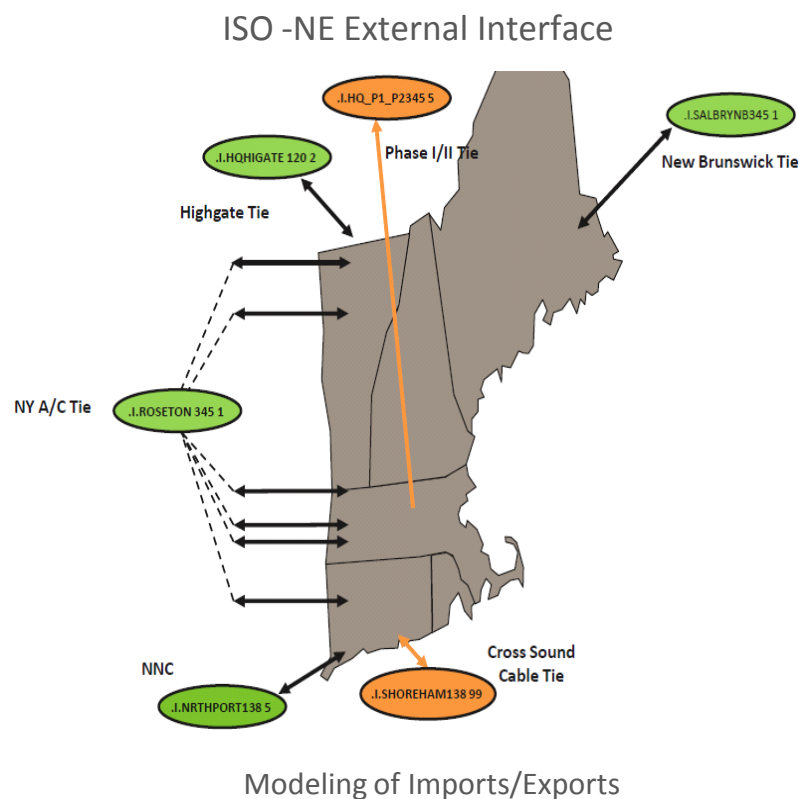 ISO -NE External Interface
.I.HQ_P1_P2345 5
.I.SALBRYNB345 1
.I.HQHIGATE 120 2
Phase I/II Tie
New Brunswick Tie
Highgate Tie
NY A/C Tie
.I.ROSETON 345 1
NNC
Cross Sound
Cable Tie
.I.NRTHPORT138 5
.I.SHOREHAM138 99
Modeling of Imports/Exports